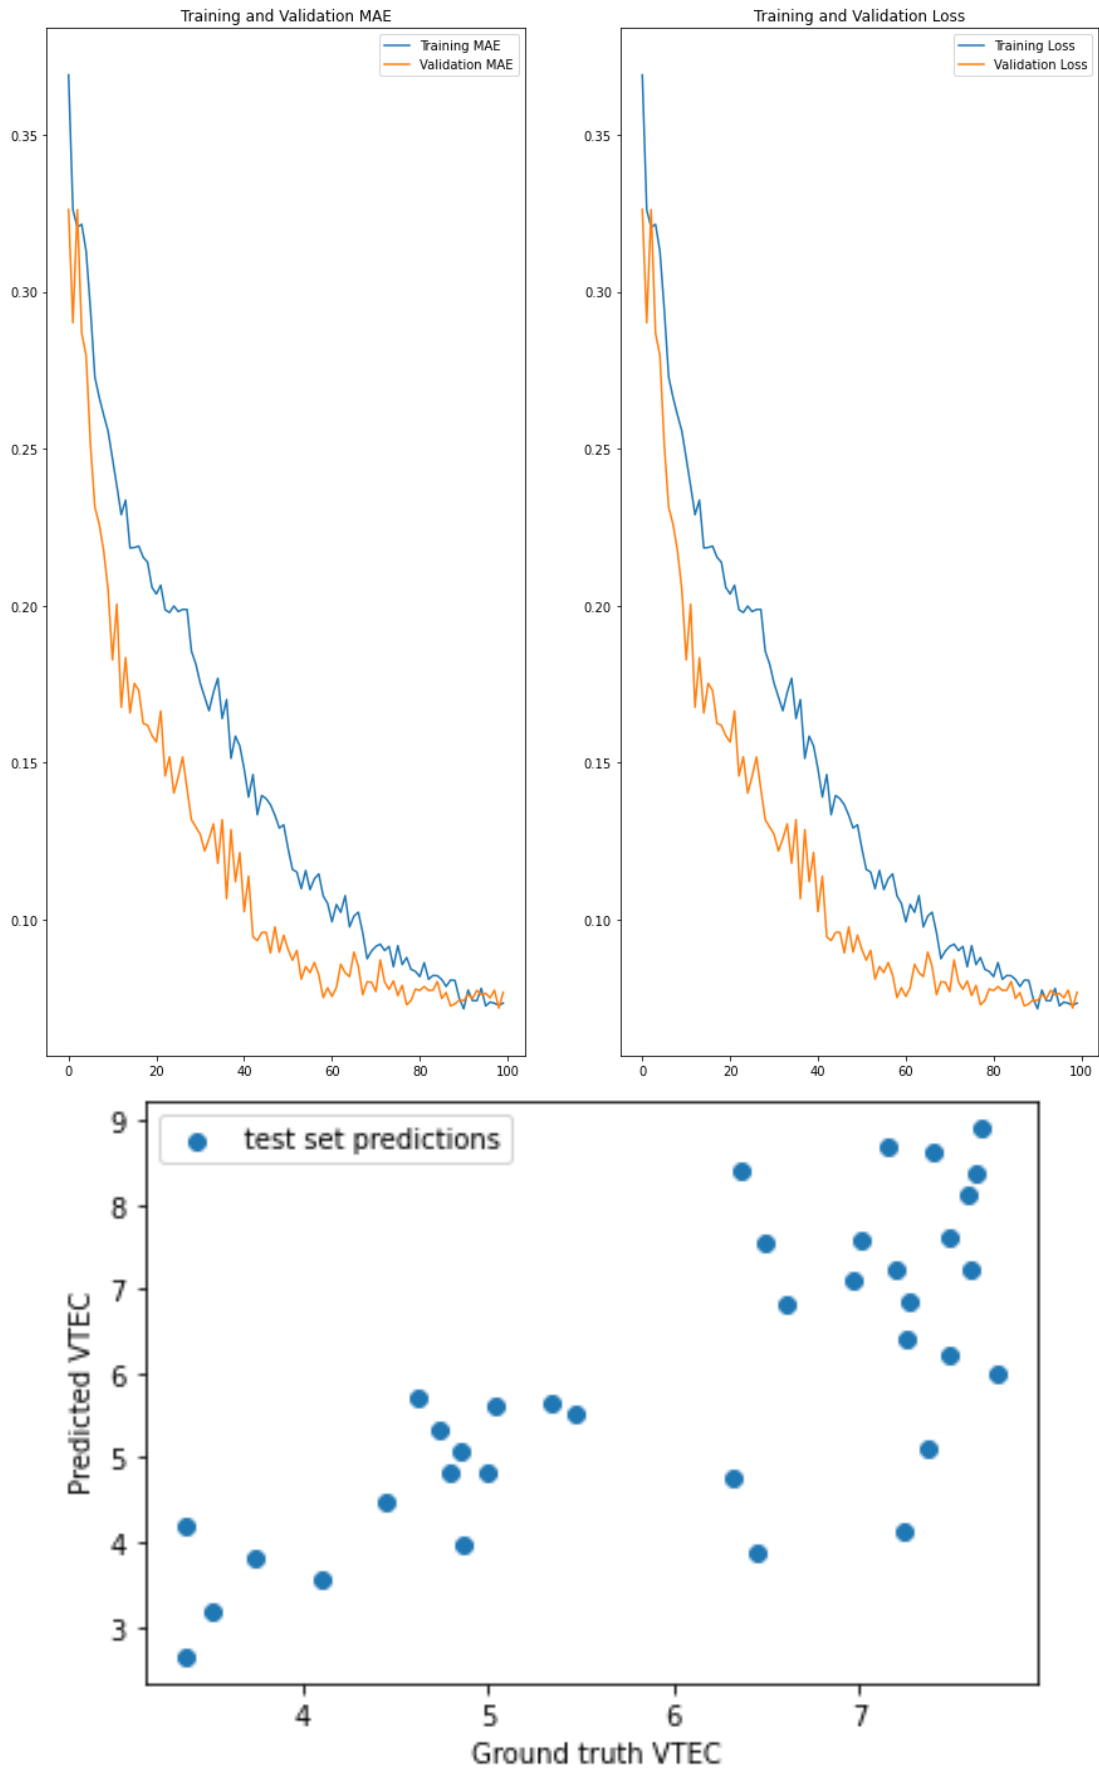 Training and Validation MAE
Training MAE
Validation MAE
0.35
0.30
0.25
0.20
0.15
0.10
0 20 40 60 80 100
Training and Validation Loss
Training Loss
Validation Loss
0.35
0.30
0.25
0.20
0.15
0.10
0 20 40 60 80 100
test set predictions
Predicted VTEC
9
8
7
6
5
4
3
4 5 6 7
Ground truth VTEC